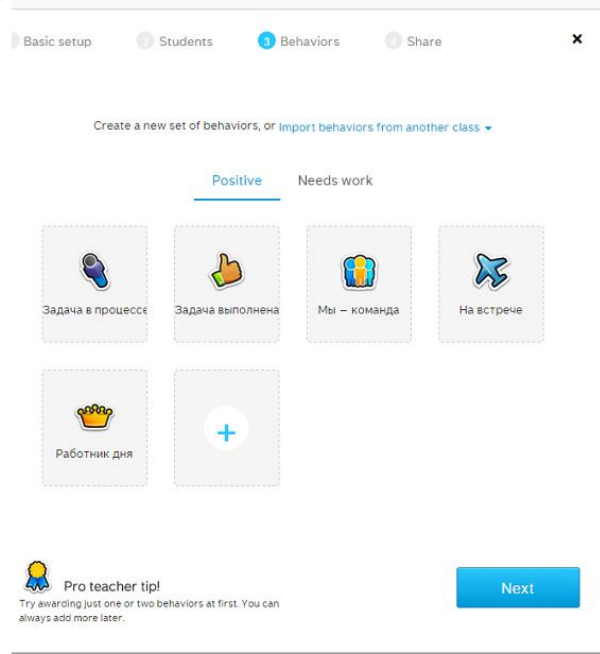 Basic setup
2 Students
3 Behaviors
4 Share
Create a new set of behaviors, or Import behaviors from another class
Positive
Needs work
Задача в процессе
Задача выполнена
Мы – команда
На встрече
Работник дня
Pro teacher tip!
Try awarding just one or two behaviors at first. You can
always add more later.
Next